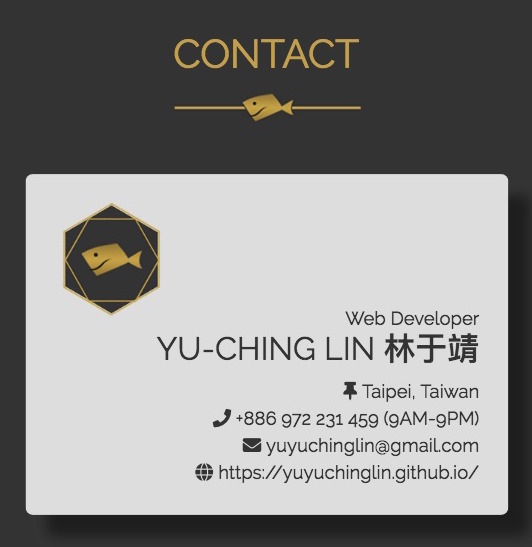 CONTACT
Web Developer
YU-CHING LIN 林于靖
Taipei, Taiwan
+886 972 231 459 (9AM-9PM)
yuyuchinglin@gmail.com
https://yuyuchinglin.github.io/